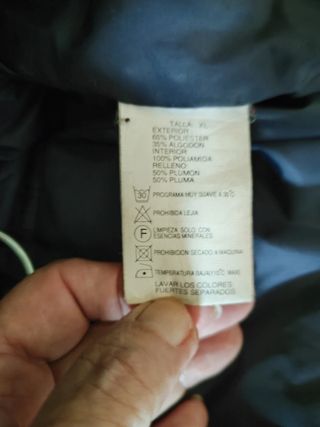 TALLA: XL
EXTERIOR
65% POLIESTER
35% ALGODON
INTERIOR
100% POLIAMIDA
RELLENO
50% PLUMON
50% PLUMA
30 PROGRAMA MUY SUAVE A 30°C
PROHIBIDA LEJIA
F LIMPIEZA SOLO CON
ESENCIAS MINERALES
PROHIBICION SECADO A MAQUINA
TEMPERATURA BAJA(110°C MAXI)
LAVAR LOS COLORES
FUERTES SEPARADOS